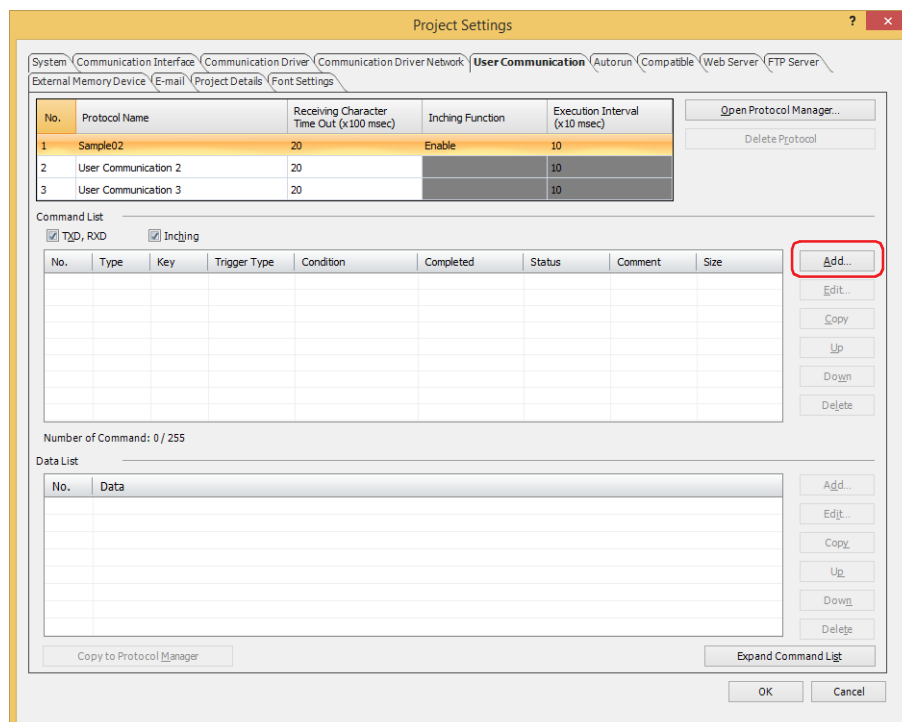 Project Settings
?
×
System Communication Interface Communication Driver Communication Driver Network User Communication Autorun Compatible Web Server FTP Server
External Memory Device E-mail Project Details Font Settings
No. Protocol Name Receiving Character Time Out (x100 msec) Inching Function Execution Interval (x10 msec)
Open Protocol Manager...
1 Sample02 20 Enable 10
Delete Protocol
2 User Communication 2 20 10
3 User Communication 3 20 10
Command List
TXD, RXD Inching
No. Type Key Trigger Type Condition Completed Status Comment Size
Add...
Edit...
Copy
Up
Down
Delete
Number of Command: 0 / 255
Data List
No. Data
Add...
Edit...
Copy
Up
Down
Delete
Copy to Protocol Manager
Expand Command List
OK Cancel